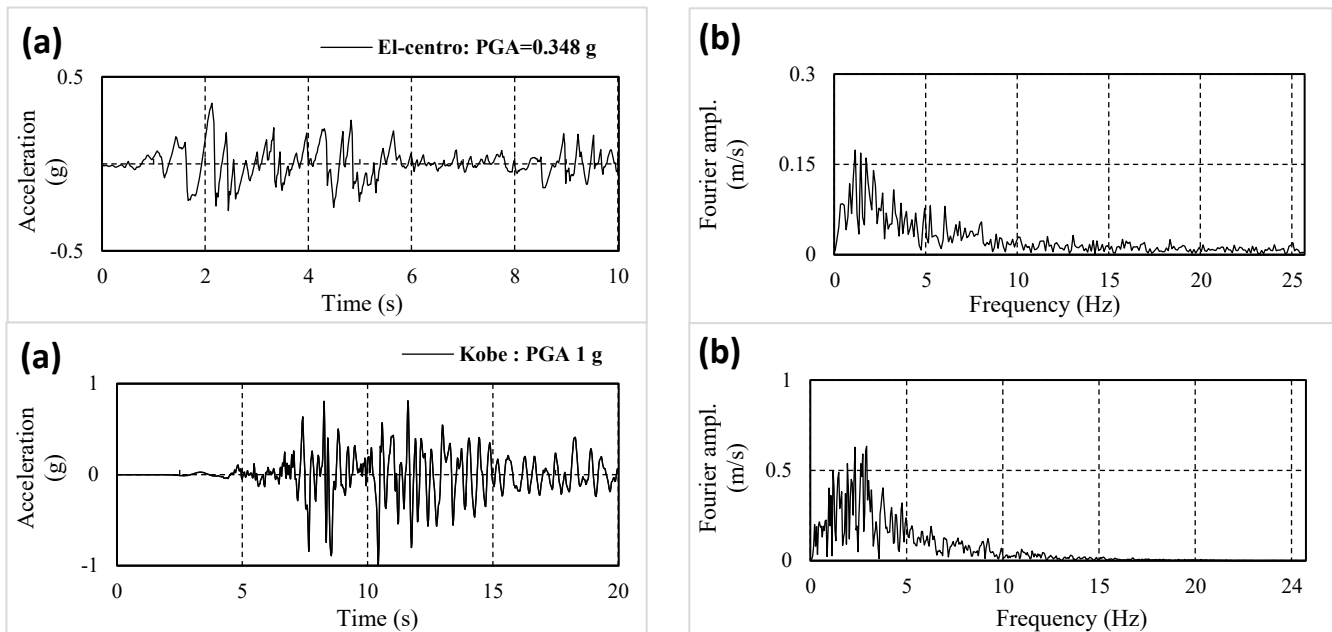 (a)
El-centro: PGA=0.348 g
0.5
-0.5
Acceleration
(g)
0 2 4 6 8 10
Time (s)
(b)
0.3
0.15
0
Fourier ampl.
(m/s)
0 5 10 15 20 25
Frequency (Hz)
(a)
Kobe : PGA 1 g
1
0
-1
Acceleration
(g)
0 5 10 15 20
Time (s)
(b)
1
0.5
0
Fourier ampl.
(m/s)
0 5 10 15 20 24
Frequency (Hz)